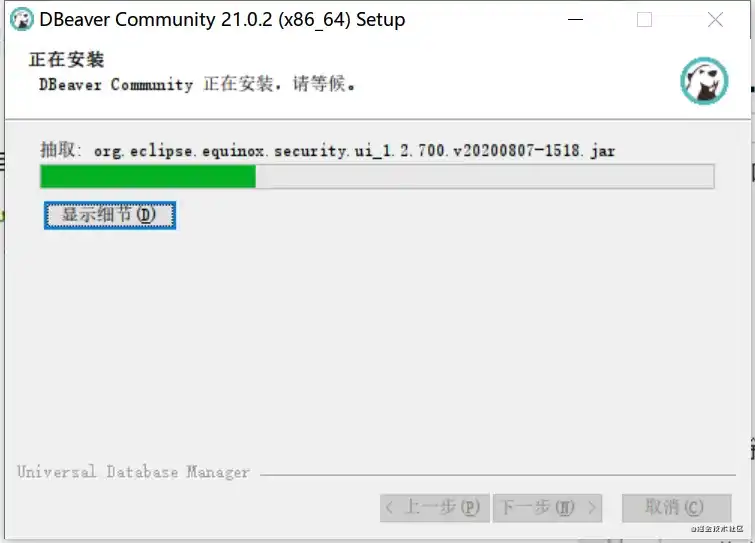 DBeaver Community 21.0.2 (x86_64) Setup
正在安装
DBeaver Community 正在安装，请等候。
抽取: org.eclipse.equinox.security.ui_1.2.700.v20200807-1518.jar
显示细节(D)
Universal Database Manager
< 上一步(P) 下一步(N) > 取消(C)
@掘金技术社区